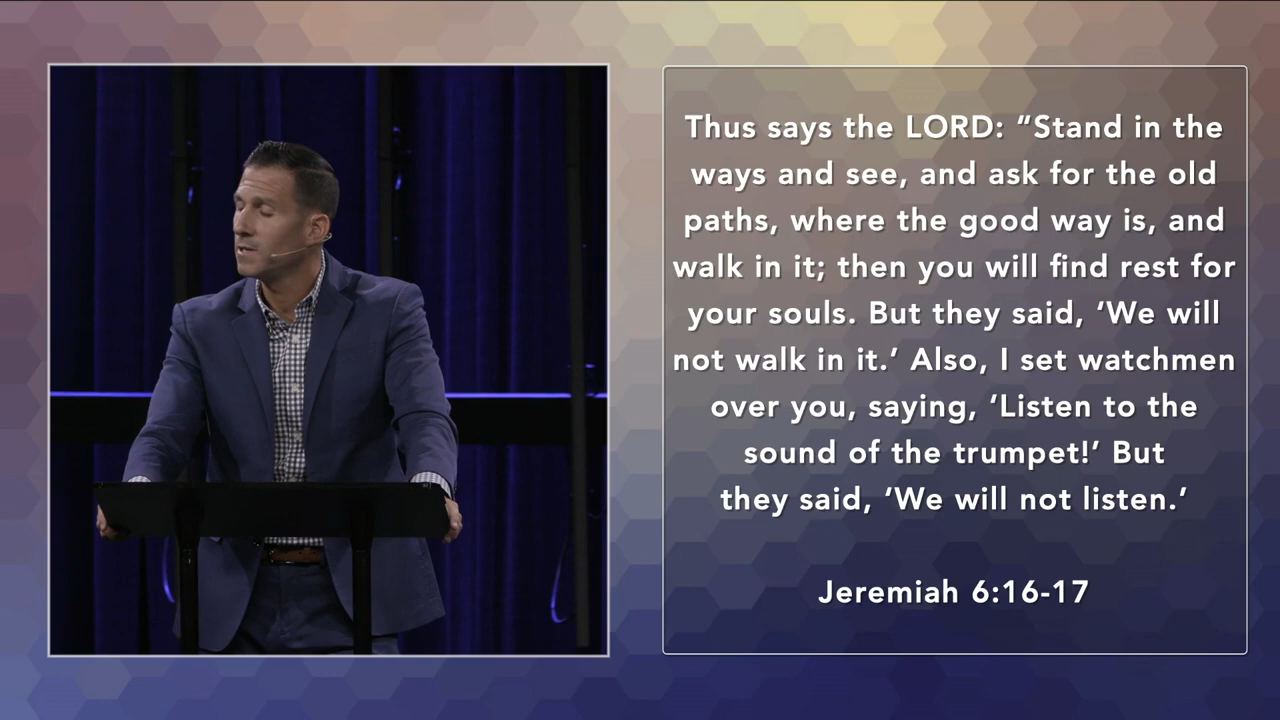 Thus says the LORD: “Stand in the
ways and see, and ask for the old
paths, where the good way is, and
walk in it; then you will find rest for
your souls. But they said, ‘We will
not walk in it.’ Also, I set watchmen
over you, saying, ‘Listen to the
sound of the trumpet!’ But
they said, ‘We will not listen.’
Jeremiah 6:16-17